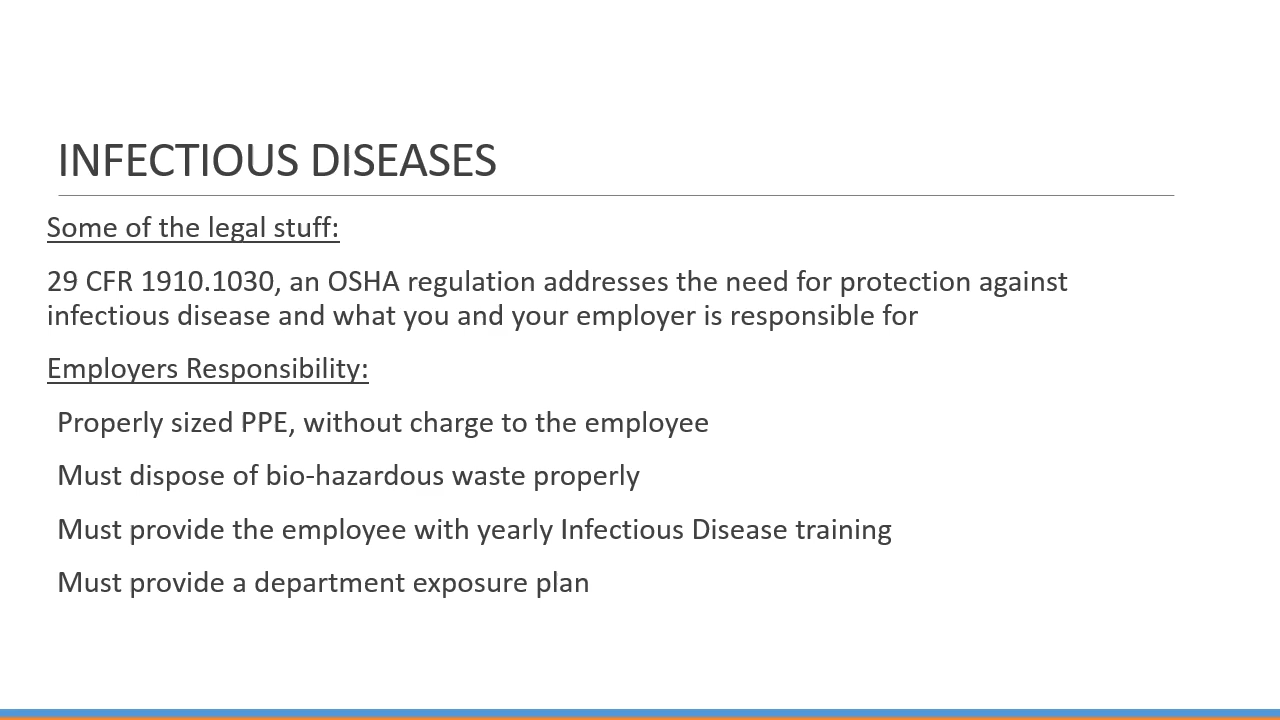 INFECTIOUS DISEASES
Some of the legal stuff:
29 CFR 1910.1030, an OSHA regulation addresses the need for protection against
infectious disease and what you and your employer is responsible for
Employers Responsibility:
Properly sized PPE, without charge to the employee
Must dispose of bio-hazardous waste properly
Must provide the employee with yearly Infectious Disease training
Must provide a department exposure plan